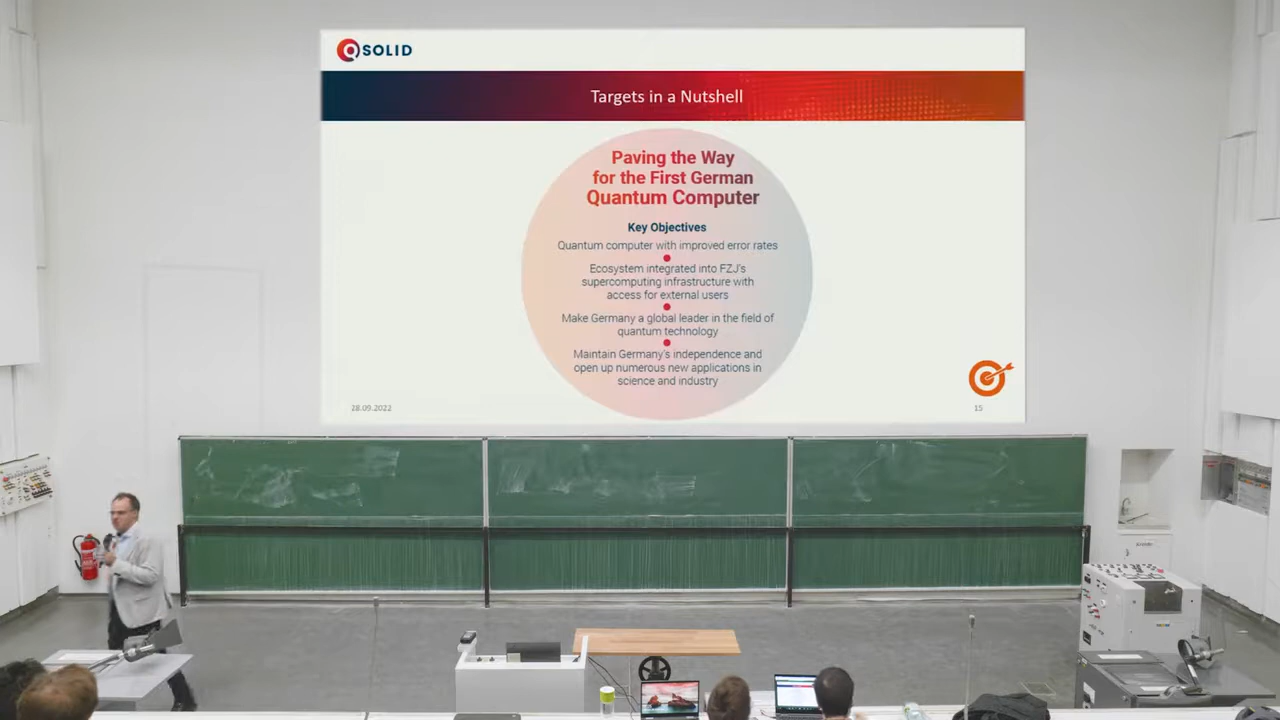 QSOLID
Targets in a Nutshell
Paving the Way
for the First German
Quantum Computer
Key Objectives
Quantum computer with improved error rates
Ecosystem integrated into FZJ's
supercomputing infrastructure with
access for external users
Make Germany a global leader in the field of
quantum technology
Maintain Germany's independence and
open up numerous new applications in
science and industry
28.09.2022
15